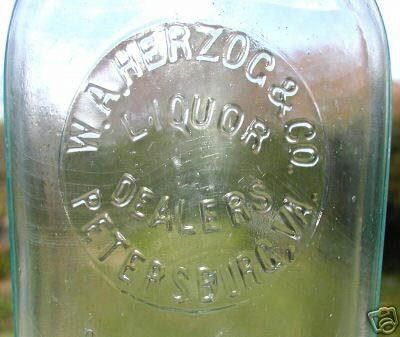 W.A. HERZOG & CO.
LIQUOR
DEALERS
PETERSBURG, VA.